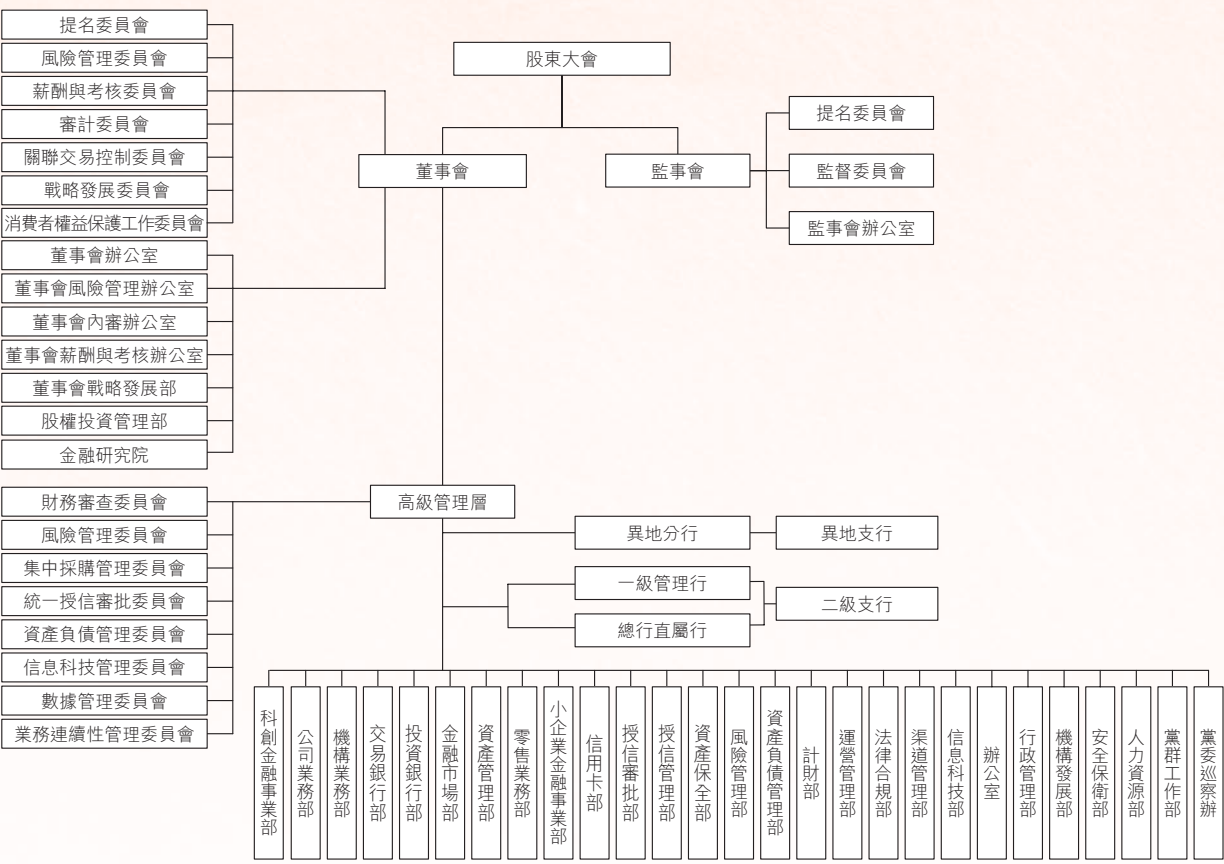 股東大會
董事會
監事會
提名委員會
監督委員會
監事會辦公室
提名委員會
風險管理委員會
薪酬與考核委員會
審計委員會
關聯交易控制委員會
戰略發展委員會
消費者權益保護工作委員會
董事會辦公室
董事會風險管理辦公室
董事會內審辦公室
董事會薪酬與考核辦公室
董事會戰略發展部
股權投資管理部
金融研究院
高級管理層
財務審查委員會
風險管理委員會
集中採購管理委員會
統一授信審批委員會
資產負債管理委員會
信息科技管理委員會
數據管理委員會
業務連續性管理委員會
異地分行
異地支行
一級管理行
總行直屬行
二級支行
科創金融事業部
公司業務部
機構業務部
交易銀行部
投資銀行部
金融市場部
資產管理部
零售業務部
小企業金融事業部
信用卡部
授信審批部
授信管理部
資產保全部
風險管理部
資產負債管理部
計財部
運營管理部
法律合規部
渠道管理部
信息科技部
辦公室
行政管理部
機構發展部
安全保衛部
人力資源部
黨群工作部
黨委巡察辦